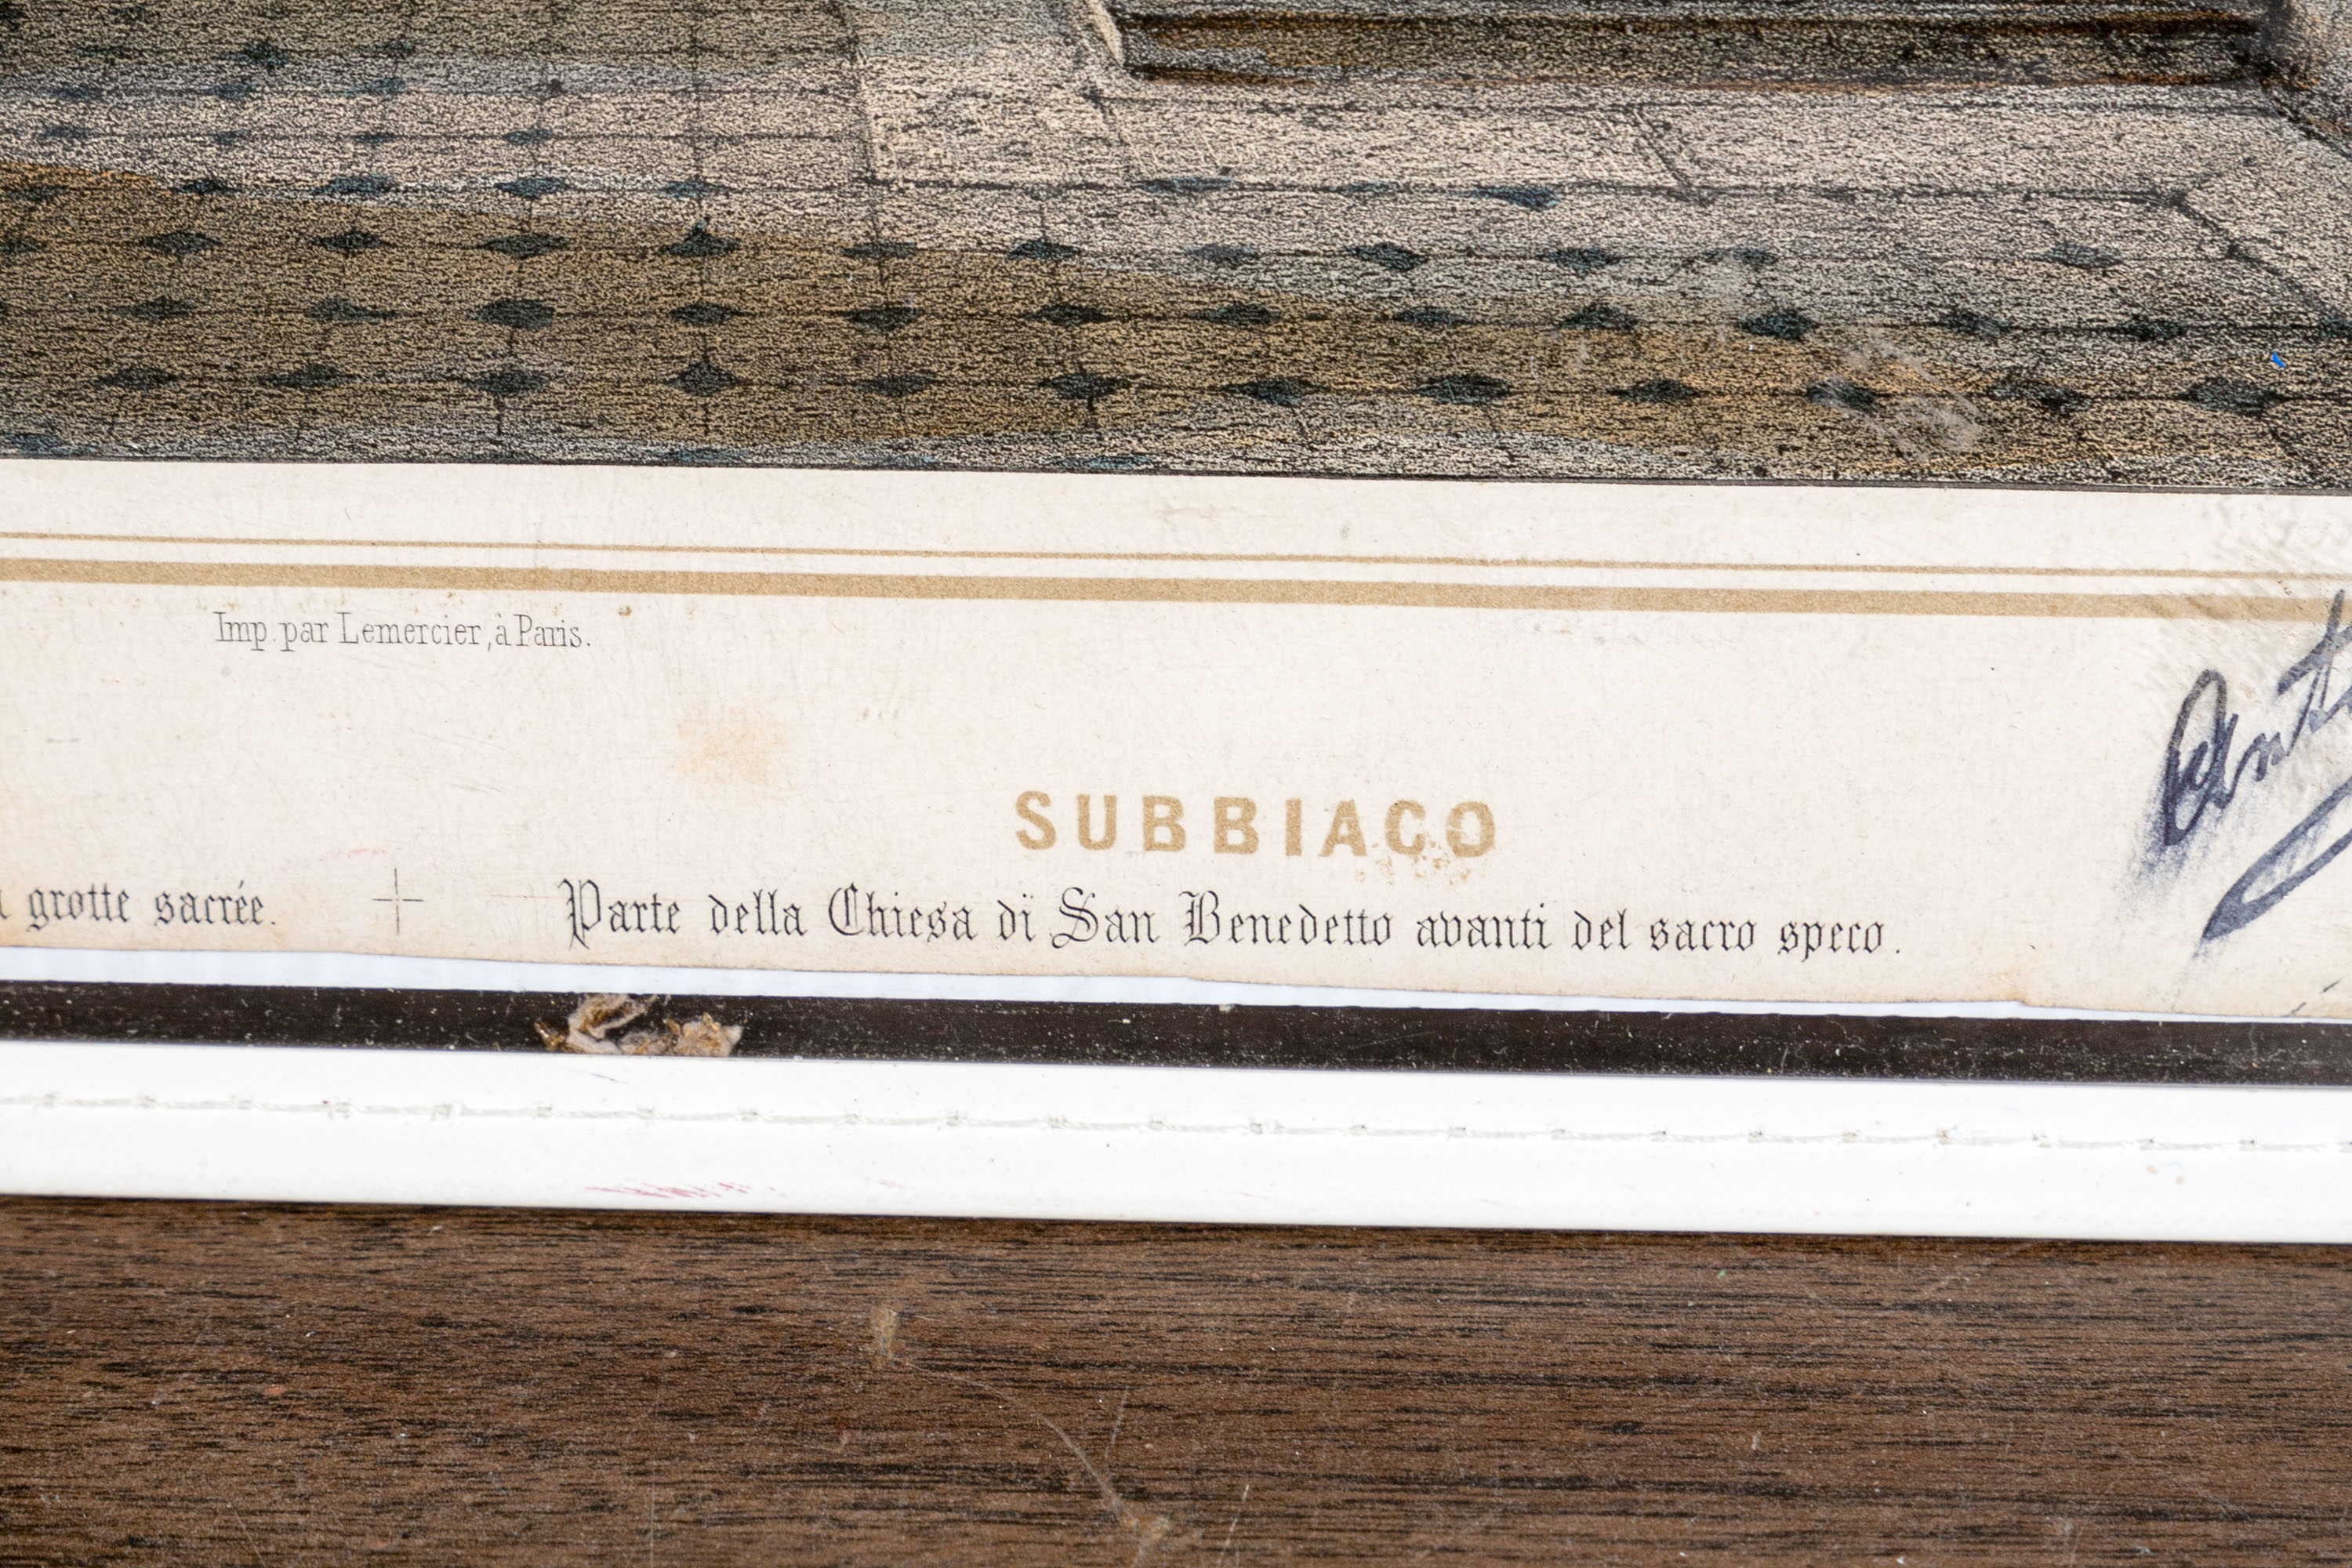 Imp. par Lemercier, à Paris.
SUBBIACO
grotte sacrée.
Parte della Chiesa di San Benedetto avanti del sacro speco.